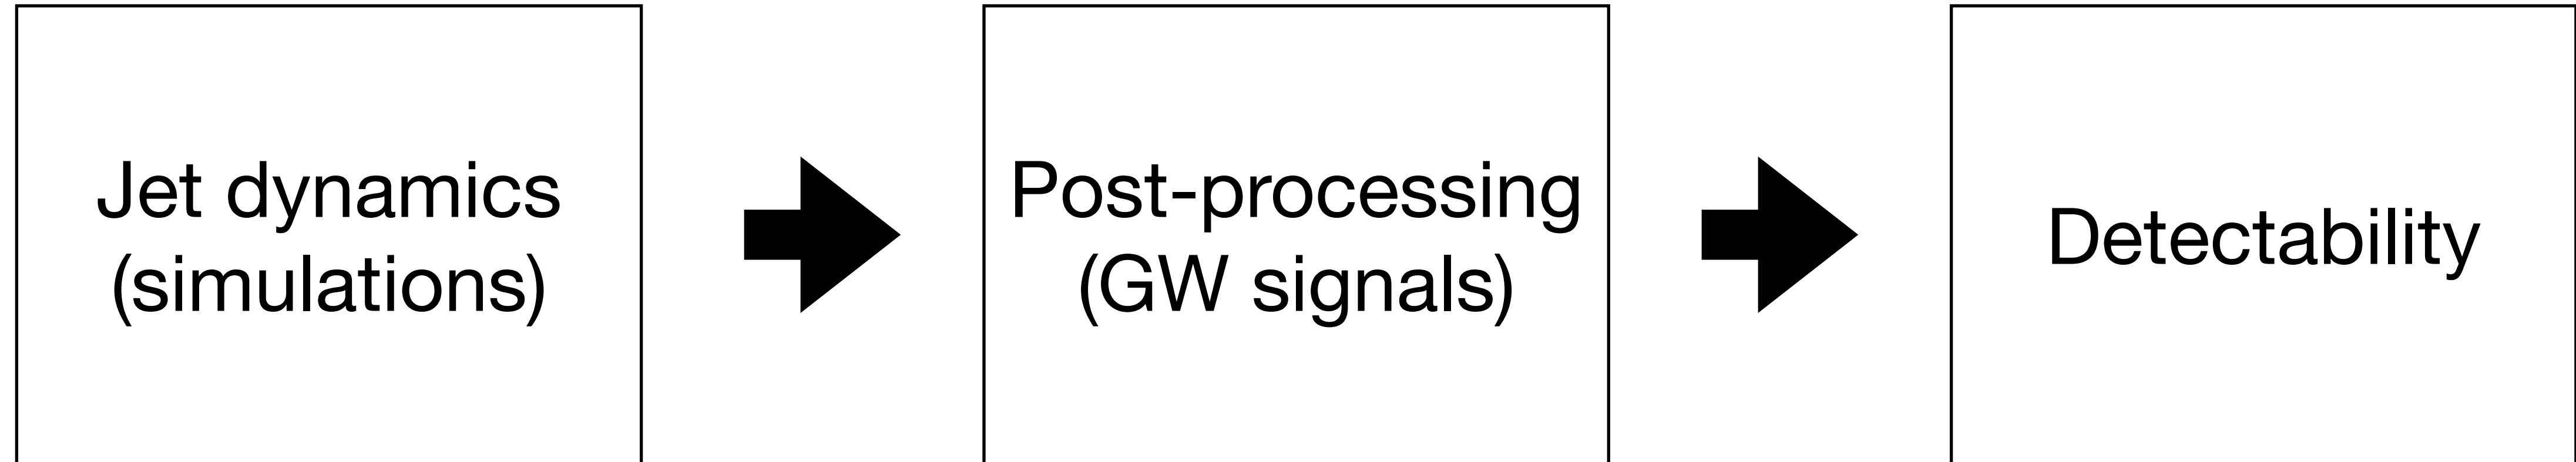 Jet dynamics
(simulations)
Post-processing
(GW signals)
Detectability